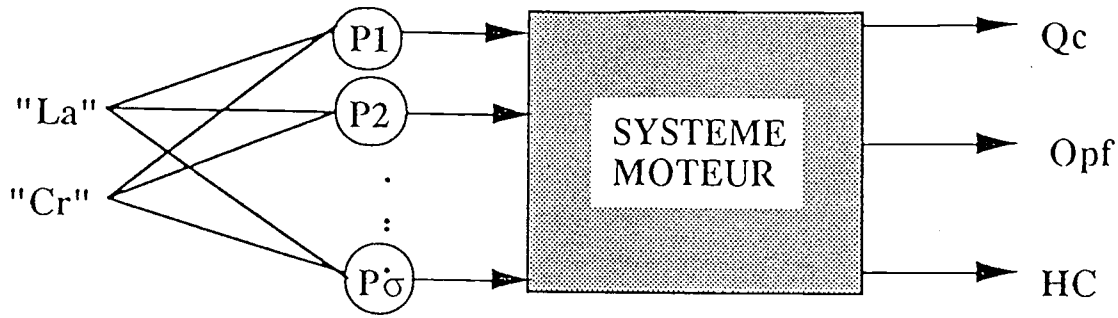 "La"
"Cr"
P1
P2
Pσ
SYSTEME
MOTEUR
Qc
Opf
HC